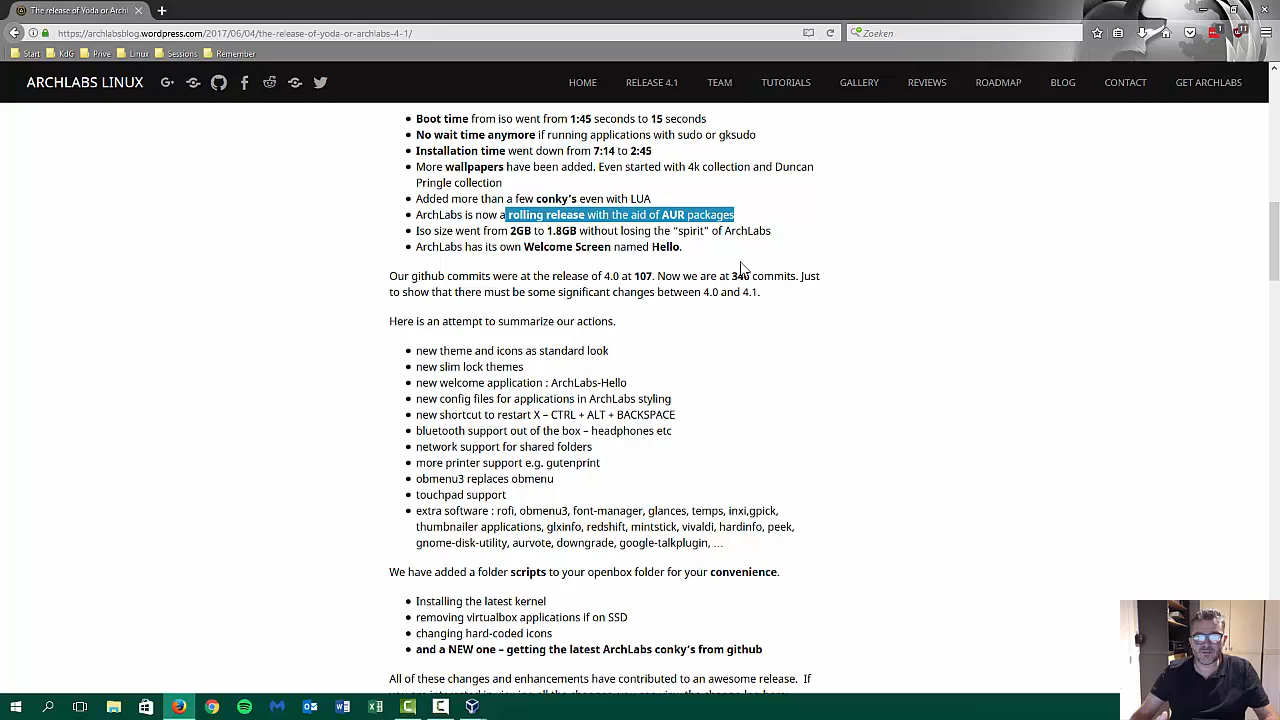 The release of Yoda or Archl
https://archlabsblog.wordpress.com/2017/06/04/the-release-of-yoda-or-archlabs-4-1/
Zoeken
Start KdG Prive Linux Sessions Remember
ARCHLABS LINUX HOME RELEASE 4.1 TEAM TUTORIALS GALLERY REVIEWS ROADMAP BLOG CONTACT GET ARCHLABS
Boot time from iso went from 1:45 seconds to 15 seconds
No wait time anymore if running applications with sudo or gksudo
Installation time went down from 7:14 to 2:45
More wallpapers have been added. Even started with 4k collection and Duncan
Pringle collection
Added more than a few conky's even with LUA
ArchLabs is now a rolling release with the aid of AUR packages
Iso size went from 2GB to 1.8GB without losing the “spirit” of ArchLabs
ArchLabs has its own Welcome Screen named Hello.
Our github commits were at the release of 4.0 at 107. Now we are at 340 commits. Just
to show that there must be some significant changes between 4.0 and 4.1.
Here is an attempt to summarize our actions.
new theme and icons as standard look
new slim lock themes
new welcome application : ArchLabs-Hello
new config files for applications in ArchLabs styling
new shortcut to restart X – CTRL + ALT + BACKSPACE
bluetooth support out of the box – headphones etc
network support for shared folders
more printer support e.g. gutenprint
obmenu3 replaces obmenu
touchpad support
extra software : rofi, obmenu3, font-manager, glances, temps, inxi,gpick,
thumbnailer applications, glxinfo, redshift, mintstick, vivaldi, hardinfo, peek,
gnome-disk-utility, aurvote, downgrade, google-talkplugin, …
We have added a folder scripts to your openbox folder for your convenience.
Installing the latest kernel
removing virtualbox applications if on SSD
changing hard-coded icons
and a NEW one – getting the latest ArchLabs conky's from github
All of these changes and enhancements have contributed to an awesome release. If